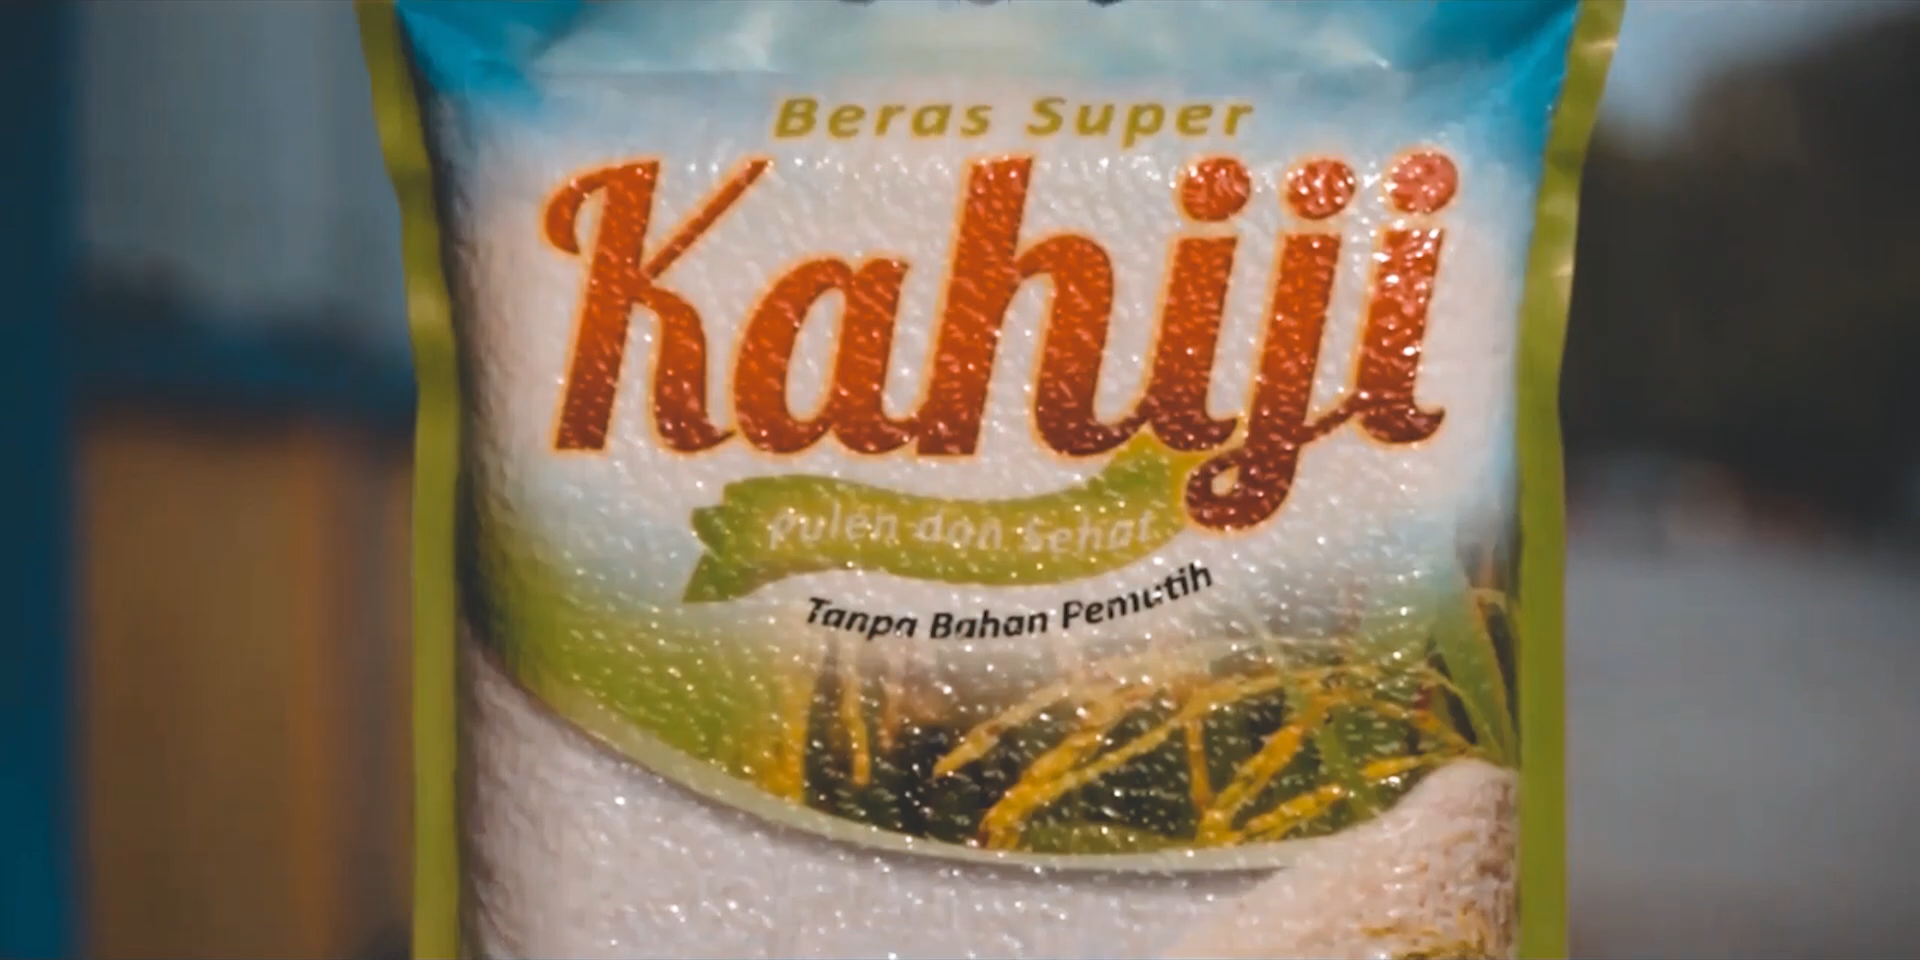 Beras Super
Kahiji
pulen dan Sehat
Tanpa Bahan Pemutih